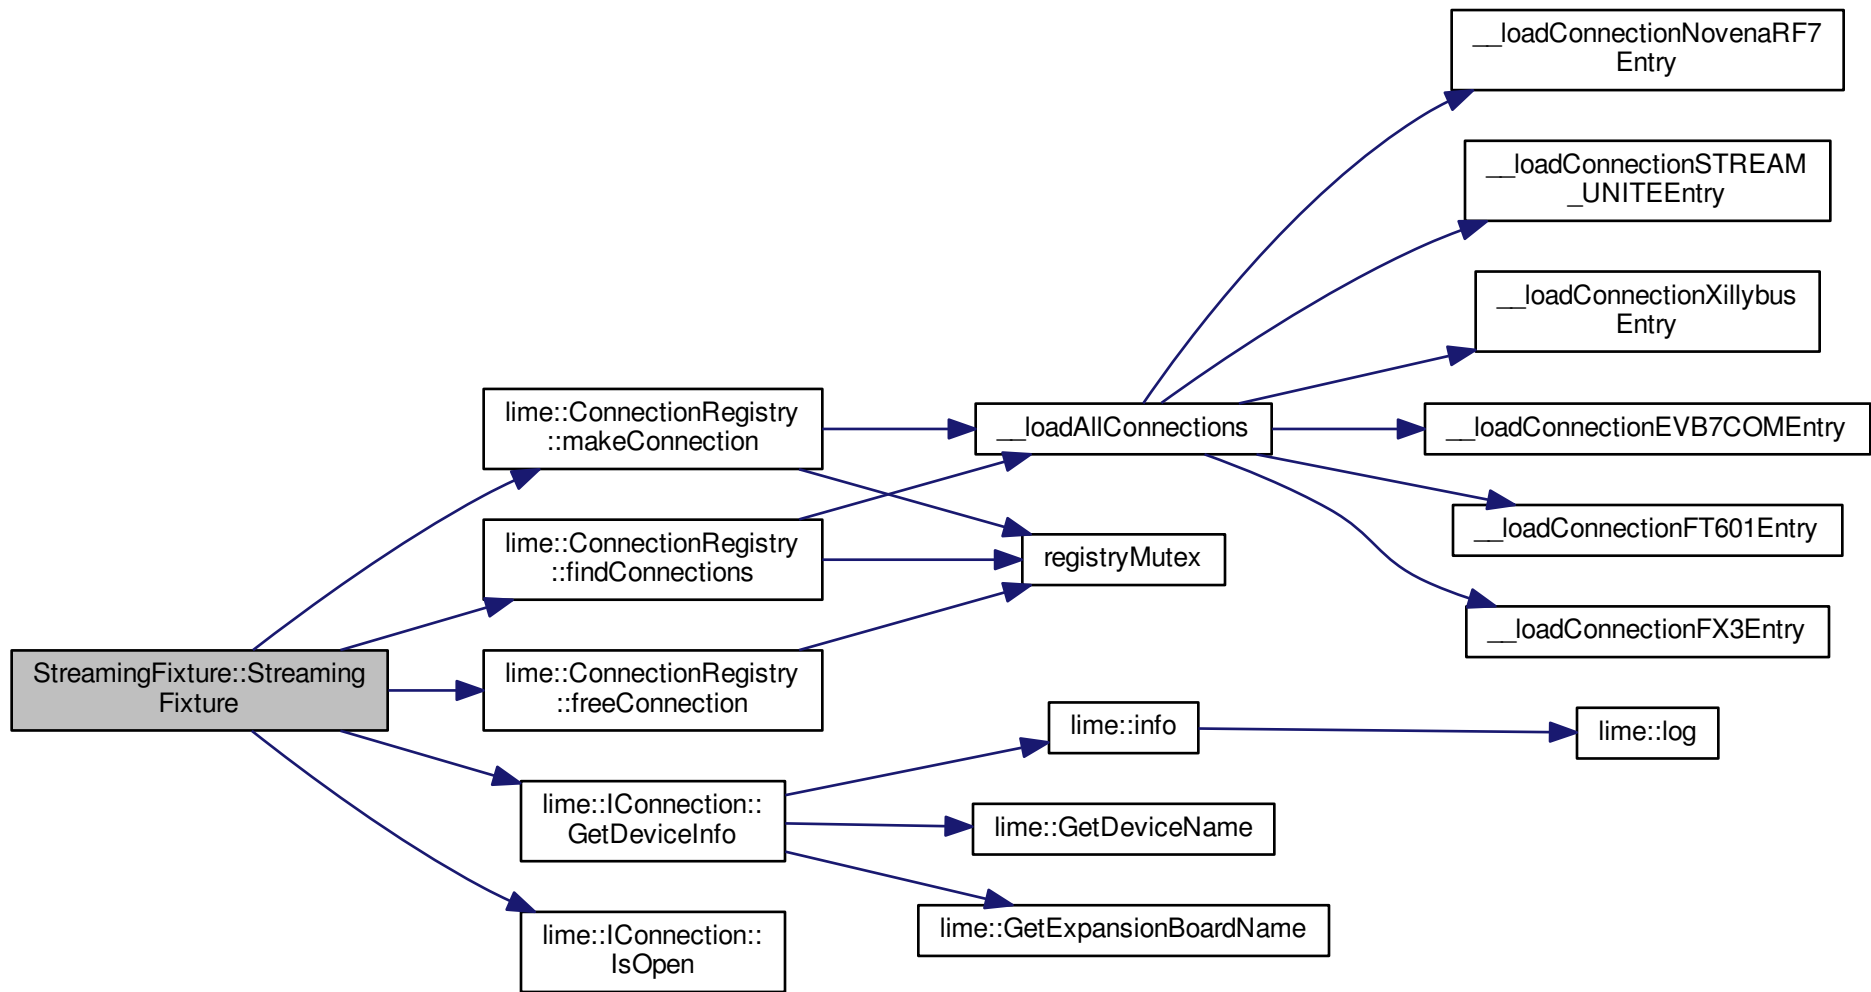 __loadConnectionNovenaRF7
Entry
__loadConnectionSTREAM
_UNITEEntry
__loadConnectionXillybus
Entry
lime::ConnectionRegistry
::makeConnection
__loadAllConnections
__loadConnectionEVB7COMEntry
lime::ConnectionRegistry
::findConnections
registryMutex
__loadConnectionFT601Entry
__loadConnectionFX3Entry
StreamingFixture::Streaming
Fixture
lime::ConnectionRegistry
::freeConnection
lime::info
lime::log
lime::IConnection::
GetDeviceInfo
lime::GetDeviceName
lime::GetExpansionBoardName
lime::IConnection::
IsOpen